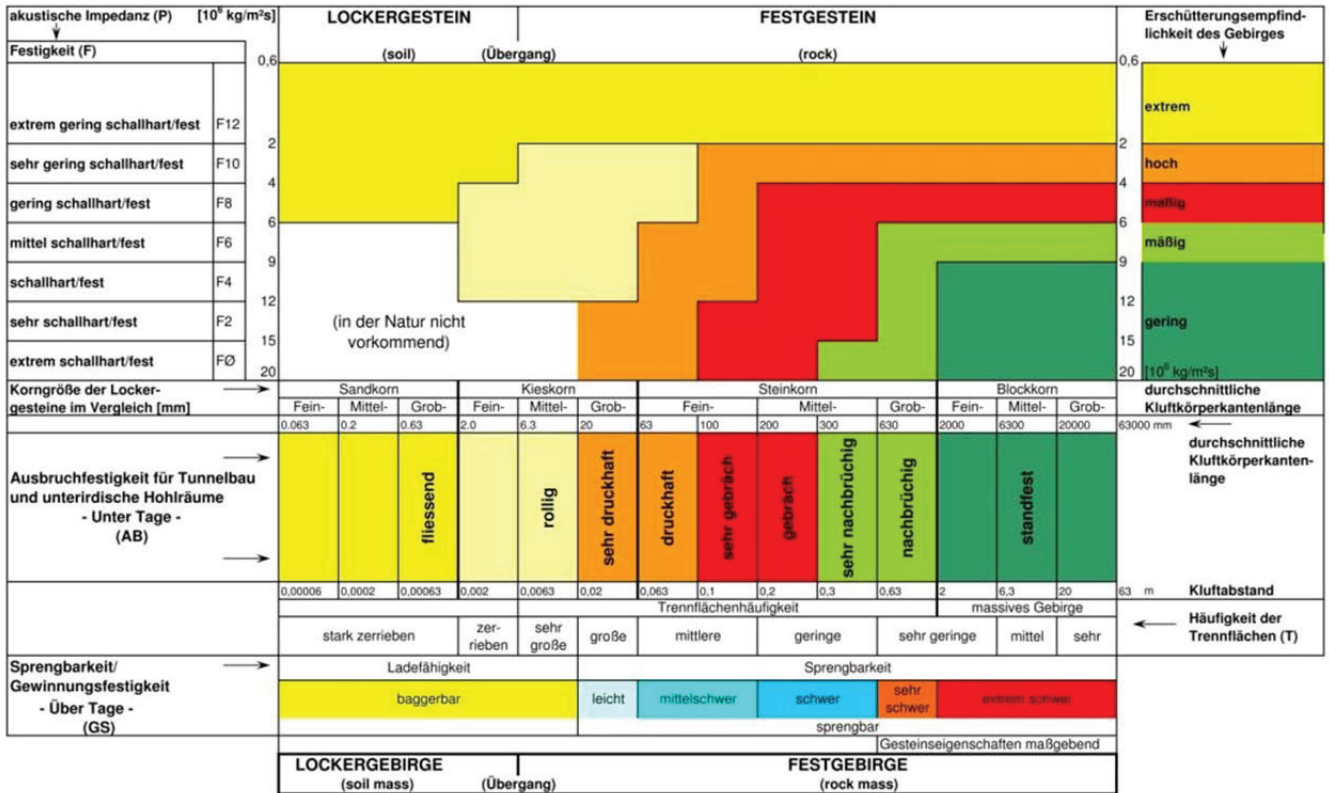 akustische Impedanz (P) [10⁶ kg/m²s] LOCKERGESTEIN FESTGESTEIN Erschütterungsempfind-
lichkeit des Gebirges
Festigkeit (F) (soil) (Übergang) (rock)
0,6 0,6
extrem gering schallhart/fest F12 extrem
2 2
sehr gering schallhart/fest F10 hoch
4 4
gering schallhart/fest F8 mäßig
6 6
mittel schallhart/fest F6 mäßig
9 9
schallhart/fest F4
12 12
sehr schallhart/fest F2 (in der Natur nicht gering
vorkommend)
15 15
extrem schallhart/fest FØ
20 20 [10⁶ kg/m²s]
Korngröße der Locker- Sandkorn Kieskorn Steinkorn Blockkorn durchschnittliche
gesteine im Vergleich [mm] Fein- Mittel- Grob- Fein- Mittel- Grob- Fein- Mittel- Grob- Fein- Mittel- Grob- Kluftkörperkantenlänge
0.063 0.2 0.63 2.0 6.3 20 63 100 200 300 630 2000 6300 20000 63000 mm
durchschnittliche
Kluftkörperkanten-
länge
Ausbruchfestigkeit für Tunnelbau
und unterirdische Hohlräume
- Unter Tage -
(AB)
fliessend
rollig
sehr druckhaft
druckhaft
sehr gebräch
gebräch
sehr nachbrüchig
nachbrüchig
standfest
0,00006 0,0002 0,00063 0,002 0,0063 0,02 0,063 0,1 0,2 0,3 0,63 2 6,3 20 63 m Kluftabstand
Trennflächenhäufigkeit massives Gebirge
stark zerrieben zer-
rieben sehr
große große mittlere geringe sehr geringe mittel sehr Häufigkeit der
Trennflächen (T)
Sprengbarkeit/
Gewinnungsfestigkeit
- Über Tage -
(GS)
Ladefähigkeit Sprengbarkeit
baggerbar leicht mittelschwer schwer sehr
schwer extrem schwer
sprengbar
Gesteinseigenschaften maßgebend
LOCKERGEBIRGE FESTGEBIRGE
(soil mass) (Übergang) (rock mass)